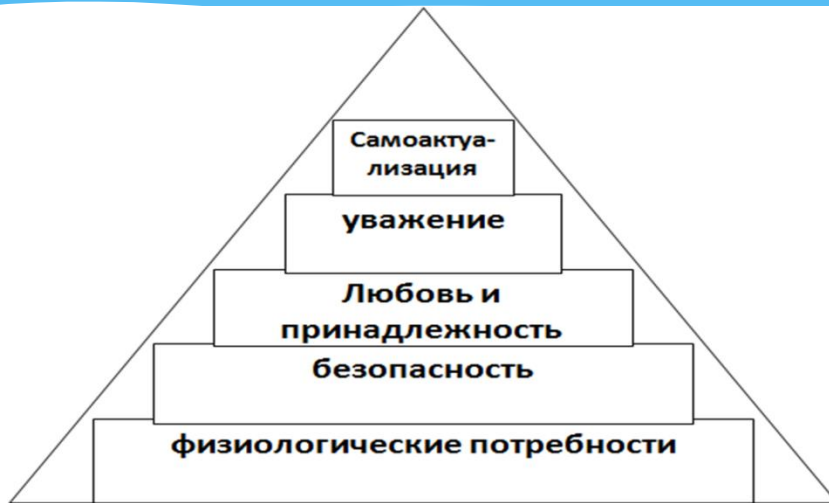 Самоактуа-
лизация
уважение
Любовь и
принадлежность
безопасность
физиологические потребности